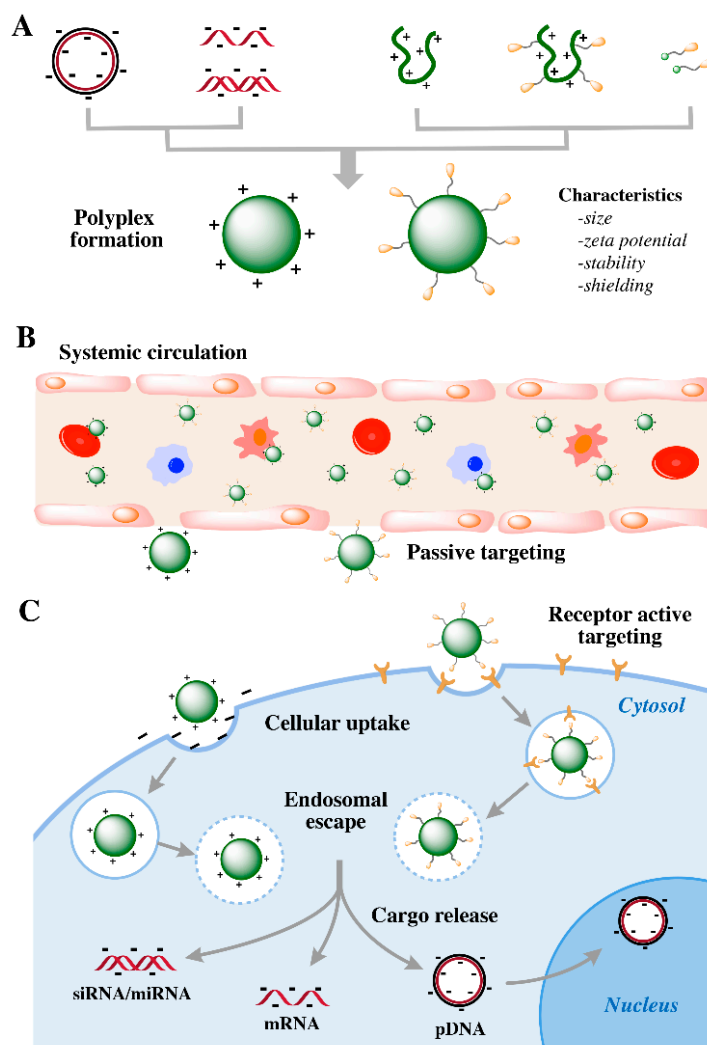 A
Polyplex
formation
Characteristics
-size
-zeta potential
-stability
-shielding
B
Systemic circulation
Passive targeting
C
Receptor active
targeting
Cytosol
Cellular uptake
Endosomal
escape
Cargo release
siRNA/miRNA
mRNA
pDNA
Nucleus